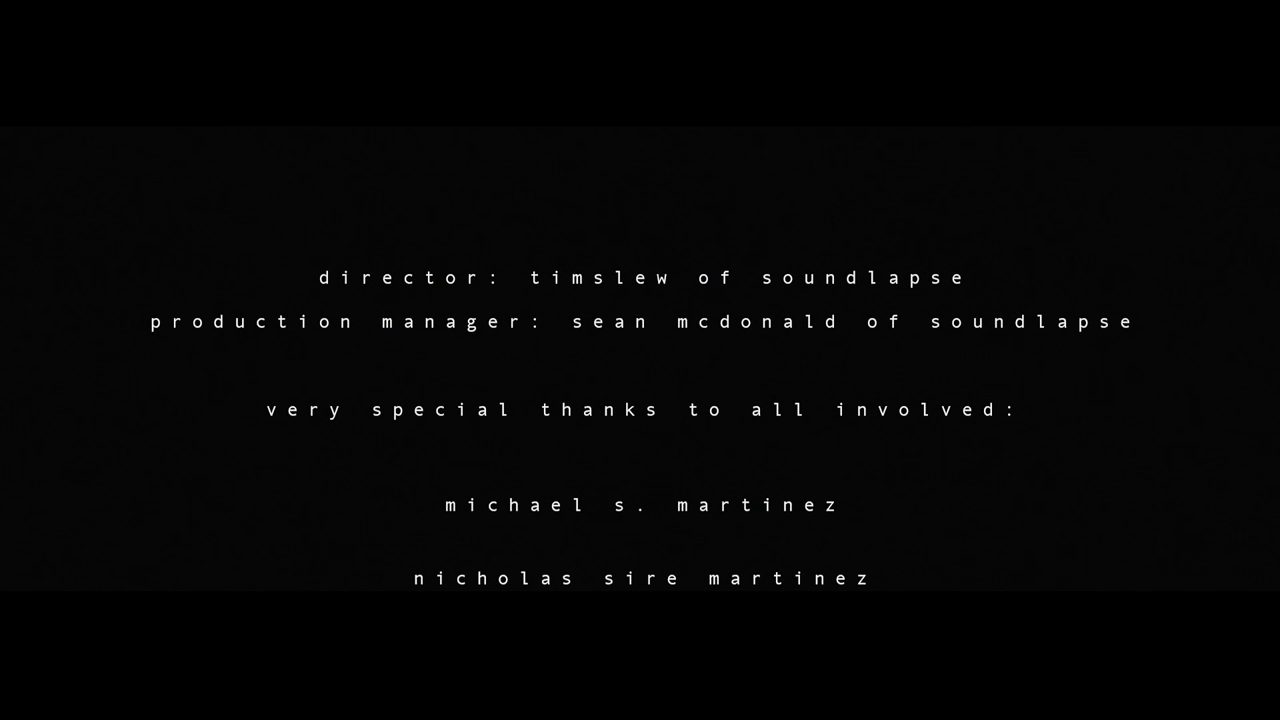 director: timslew of soundlapse
production manager: sean mcdonald of soundlapse
very special thanks to all involved:
michael s. martinez
nicholas sire martinez